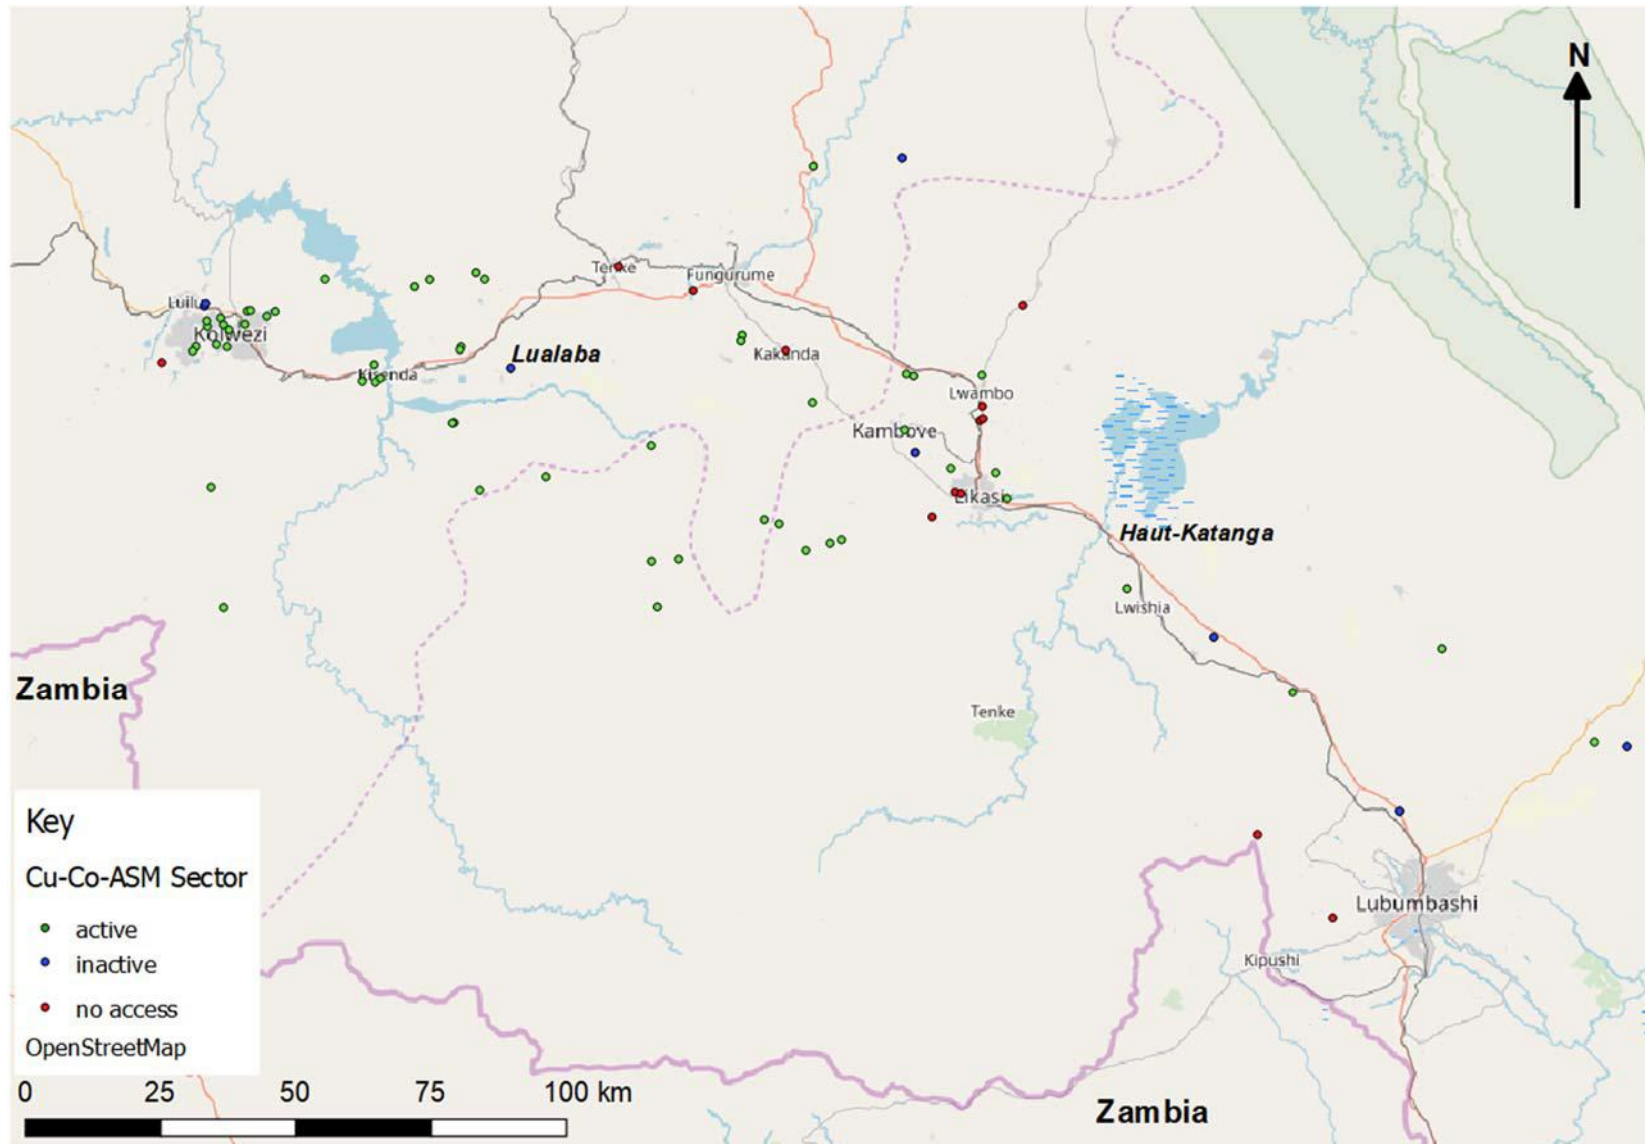 N
Tenke
Fungurume
Luilu
Kolwezi
Lualaba
Kakanda
Kisenda
Lwambo
Kambove
Likasi
Haut-Katanga
Lwishia
Zambia
Tenke
Key
Cu-Co-ASM Sector
active
inactive
no access
OpenStreetMap
Lubumbashi
Kipushi
0 25 50 75 100 km
Zambia